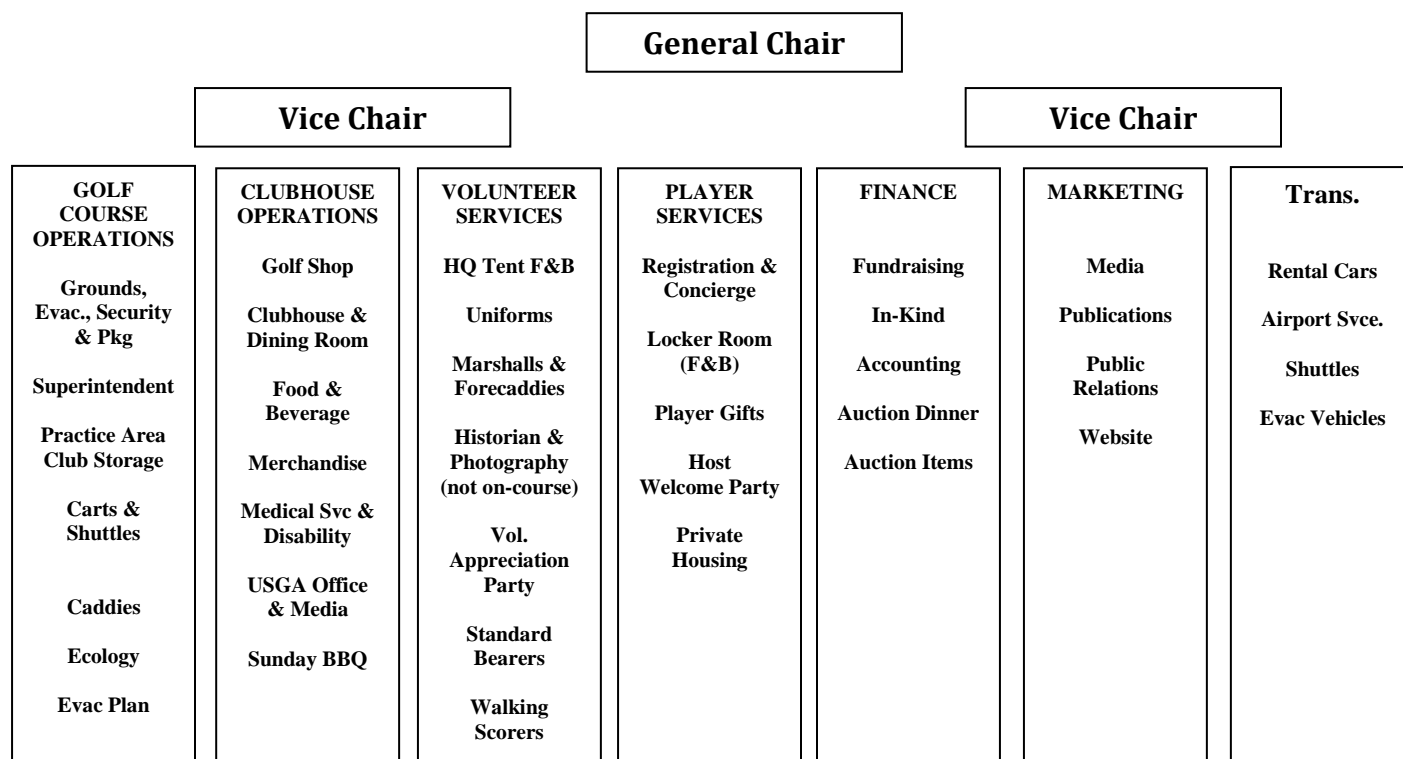 General Chair
Vice Chair
Vice Chair
GOLF
COURSE
OPERATIONS
Grounds,
Evac., Security
& Pkg
Superintendent
Practice Area
Club Storage
Carts &
Shuttles
Caddies
Ecology
Evac Plan
CLUBHOUSE
OPERATIONS
Golf Shop
Clubhouse &
Dining Room
Food &
Beverage
Merchandise
Medical Svc &
Disability
USGA Office
& Media
Sunday BBQ
VOLUNTEER
SERVICES
HQ Tent F&B
Uniforms
Marshalls &
Forecaddies
Historian &
Photography
(not on-course)
Vol.
Appreciation
Party
Standard
Bearers
Walking
Scorers
PLAYER
SERVICES
Registration &
Concierge
Locker Room
(F&B)
Player Gifts
Host
Welcome Party
Private
Housing
FINANCE
Fundraising
In-Kind
Accounting
Auction Dinner
Auction Items
MARKETING
Media
Publications
Public
Relations
Website
Trans.
Rental Cars
Airport Svce.
Shuttles
Evac Vehicles